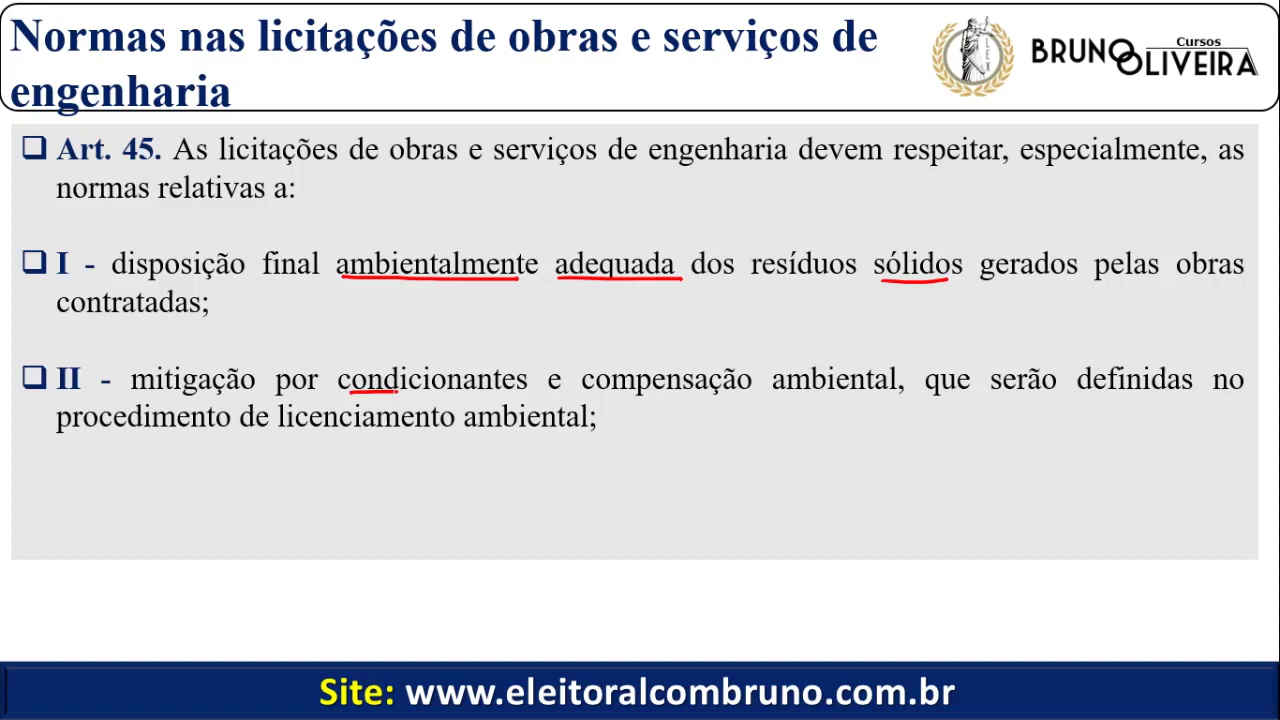 Normas nas licitações de obras e serviços de
engenharia
Cursos
BRUNO
OLIVEIRA
LEX
Art. 45. As licitações de obras e serviços de engenharia devem respeitar, especialmente, as
normas relativas a:
I - disposição final ambientalmente adequada dos resíduos sólidos gerados pelas obras
contratadas;
II - mitigação por condicionantes e compensação ambiental, que serão definidas no
procedimento de licenciamento ambiental;
Site: www.eleitoralcombruno.com.br